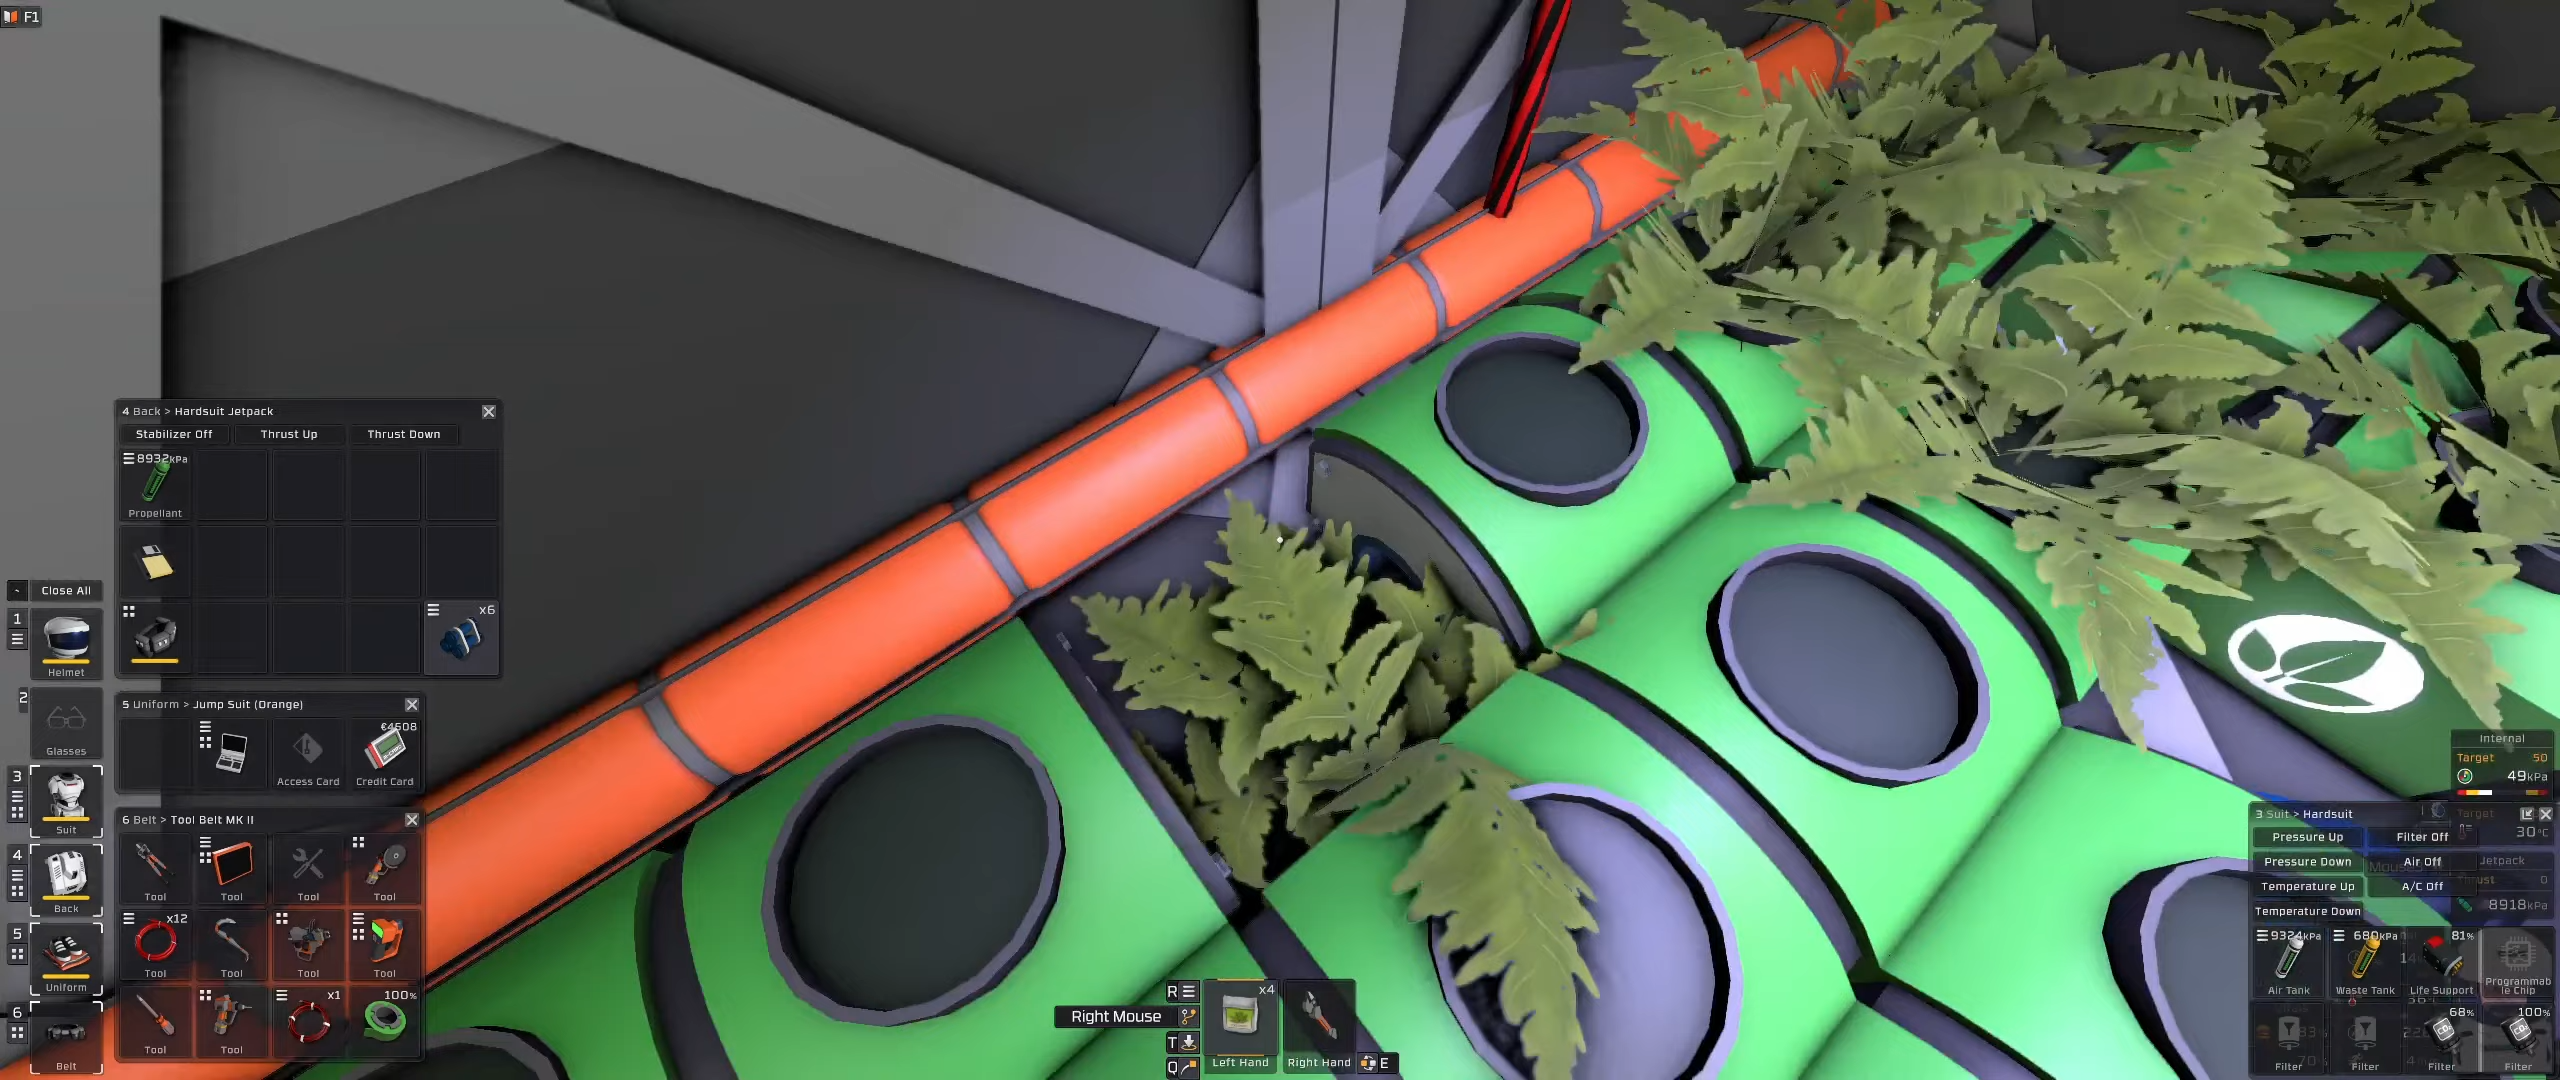 F1
4 Back > Hardsuit Jetpack
Stabilizer Off
Thrust Up
Thrust Down
8932kPa
Propellant
x6
~
Close All
1
Helmet
2
Glasses
3
Suit
4
Back
5
Uniform
6
Belt
5 Uniform > Jump Suit (Orange)
€4508
Access Card
Credit Card
6 Belt > Tool Belt MK II
Tool
Tool
Tool
Tool
x12
Tool
Tool
Tool
Tool
x1
100%
Tool
Tool
Tool
Tool
R
Right Mouse
T
Q
x4
Left Hand
Right Hand
E
Internal
Target 50
49kPa
3 Suit > Hardsuit
Target
30°C
Pressure Up
Filter Off
Pressure Down
Air Off
Jetpack
Temperature Up
A/C Off
Thrust 0
Temperature Down
8918kPa
9324kPa
680kPa
81%
Air Tank
Waste Tank
Life Support
Programmable Chip
68%
100%
Filter
Filter
Filter
Filter